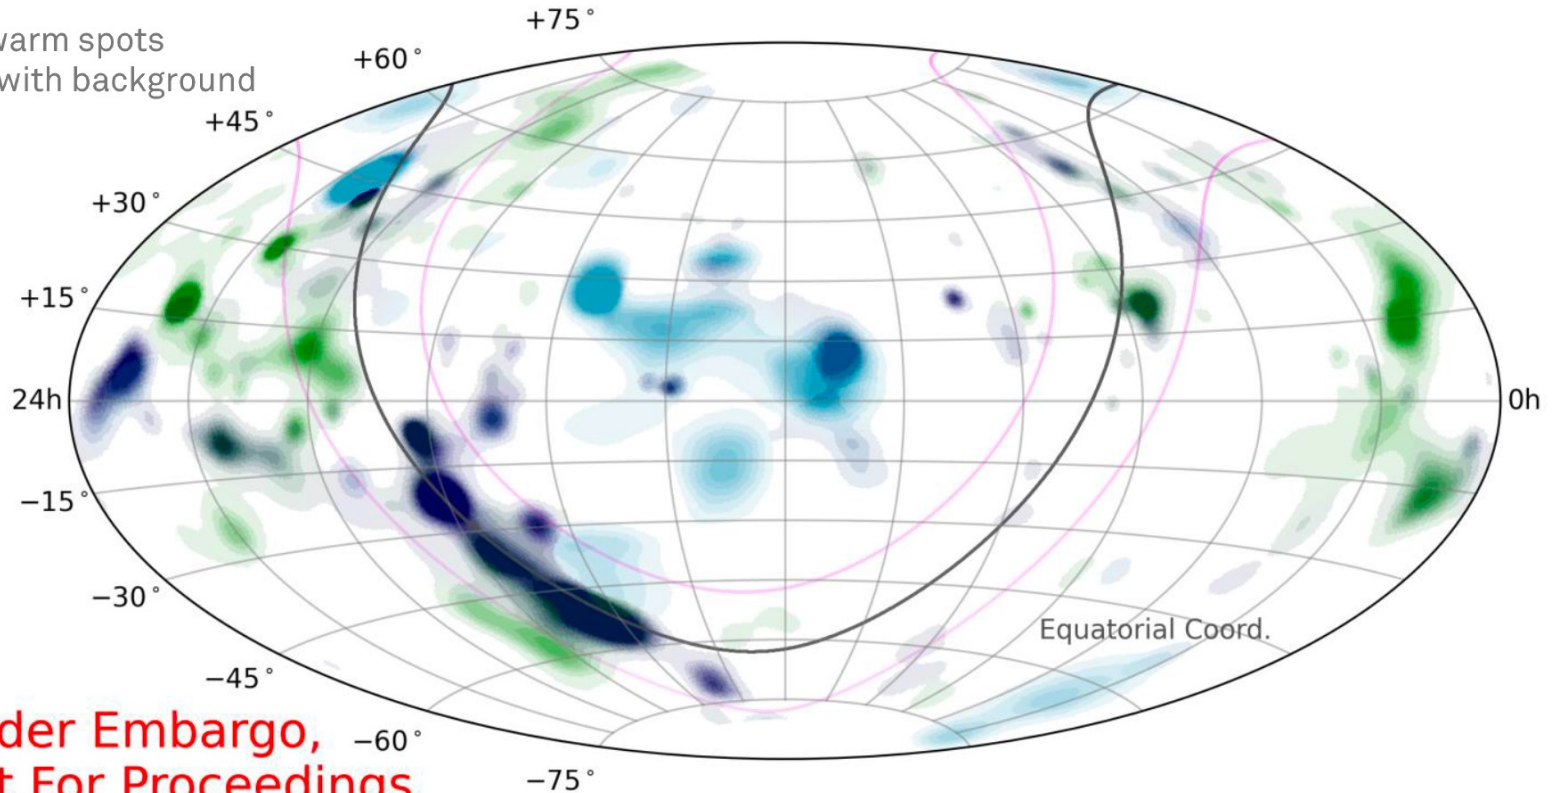 warm spots
with background
+75°
+60°
+45°
+30°
+15°
24h
0h
−15°
−30°
−45°
−60°
−75°
Equatorial Coord.
der Embargo,
t For Proceedings